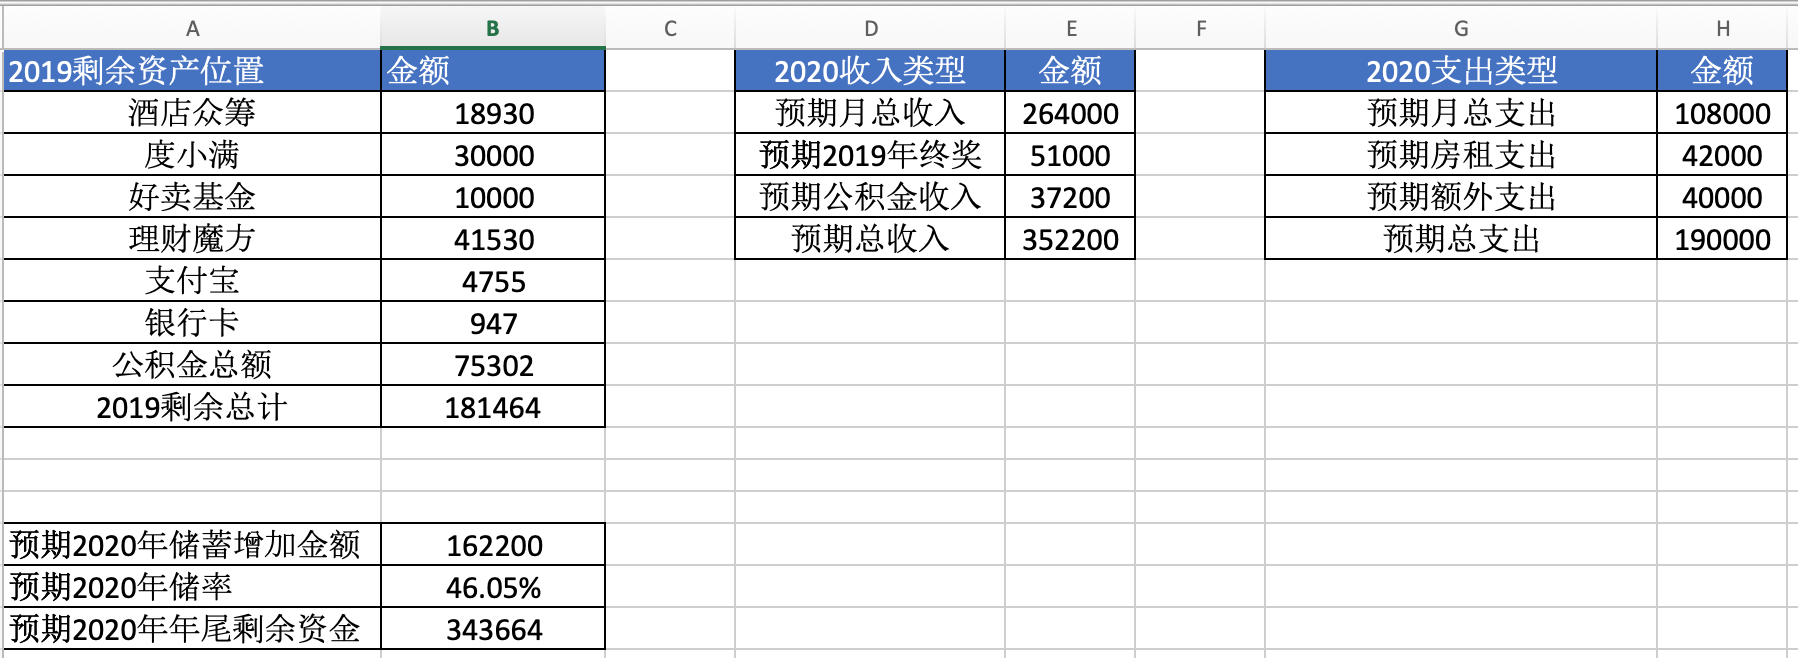 A B C D E F G H
2019剩余资产位置 金额 2020收入类型 金额 2020支出类型 金额
酒店众筹 18930 预期月总收入 264000 预期月总支出 108000
度小满 30000 预期2019年终奖 51000 预期房租支出 42000
好卖基金 10000 预期公积金收入 37200 预期额外支出 40000
理财魔方 41530 预期总收入 352200 预期总支出 190000
支付宝 4755
银行卡 947
公积金总额 75302
2019剩余总计 181464
预期2020年储蓄增加金额 162200
预期2020年储率 46.05%
预期2020年年尾剩余资金 343664